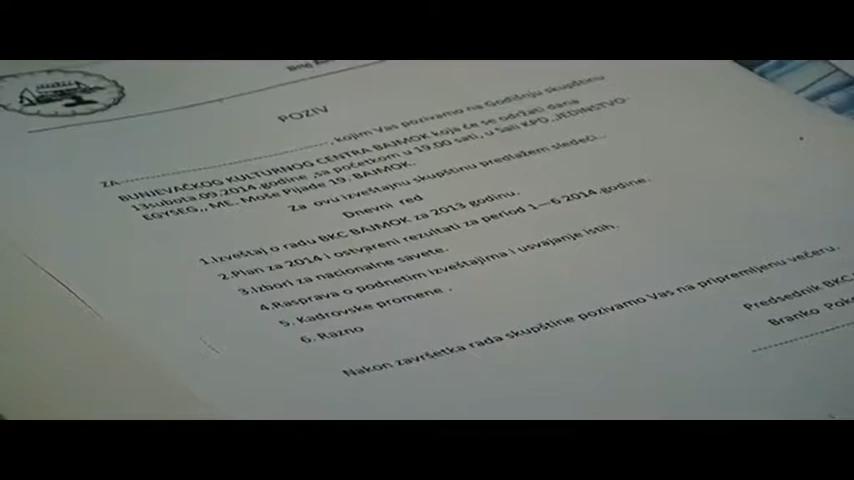 POZIV
ZA..............................................................., kojim Vas pozivamo na Godišnju skupštinu
BUNJEVAČKOG KULTURNOG CENTRA BAJMOK koja će se održati dana
13subota.09.2014.godine ,sa početkom u 19.00 sati, u Sali KPD,,JEDINSTVO-
EGYSEG,, ME. Moše Pijade 19. BAJMOK.
Za ovu izveštajnu skupštinu predlažem sledeći...
Dnevni red
1.Izveštaj o radu BKC BAJMOK za 2013 godinu.
2.Plan za 2014 i ostvareni rezultati za period 1—6 2014.godine.
3.Izbori za nacionalne savete.
4.Rasprava o podnetim izveštajima i usvajanje istih.
5. Kadrovske promene .
6. Razno
Nakon završetka rada skupštine pozivamo Vas na pripremljenu večeru.
Predsednik BKC
Branko